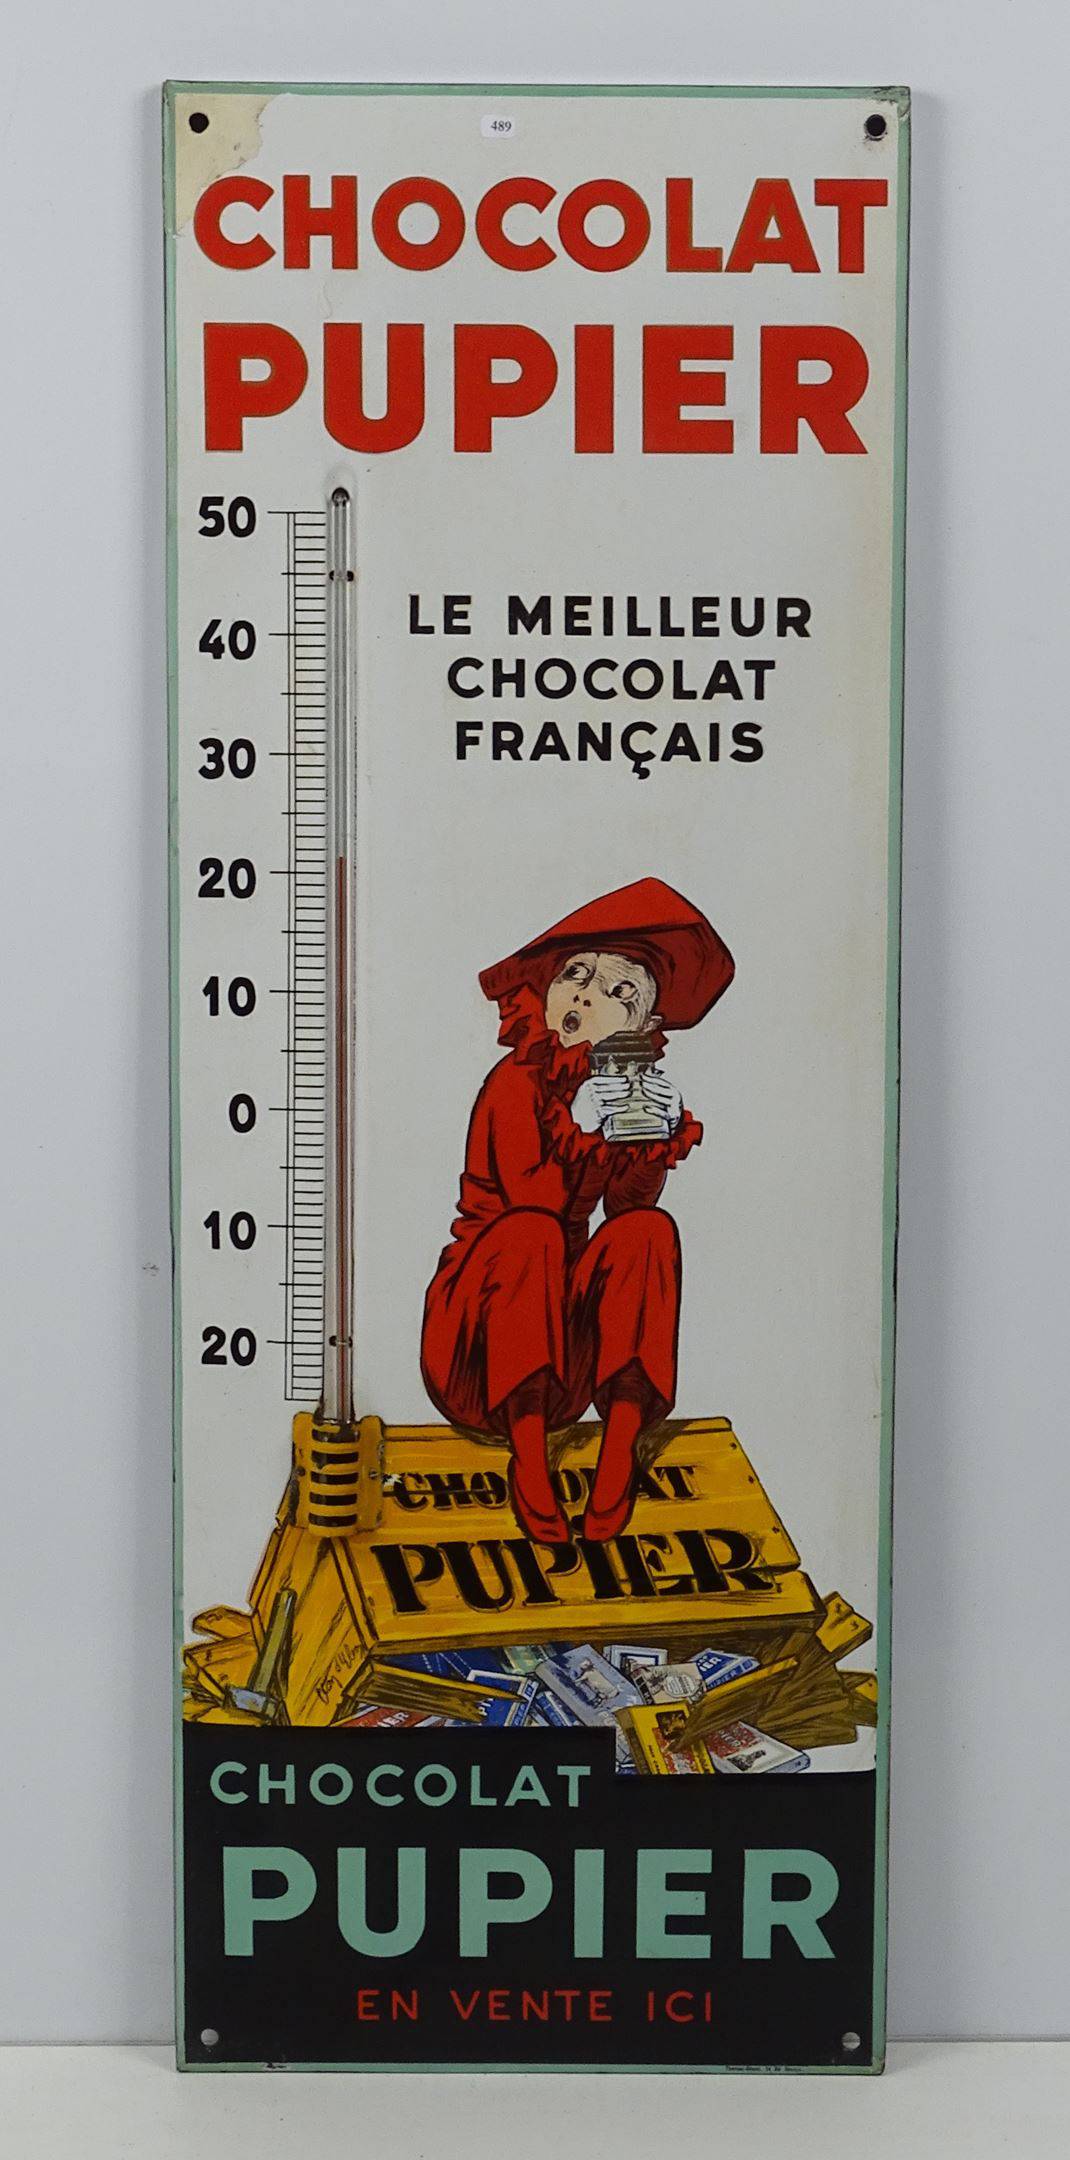 489
CHOCOLAT
PUPIER
50
40
30
20
10
0
10
20
LE MEILLEUR
CHOCOLAT
FRANÇAIS
CHOCOLAT
PUPIER
CHOCOLAT
PUPIER
EN VENTE ICI